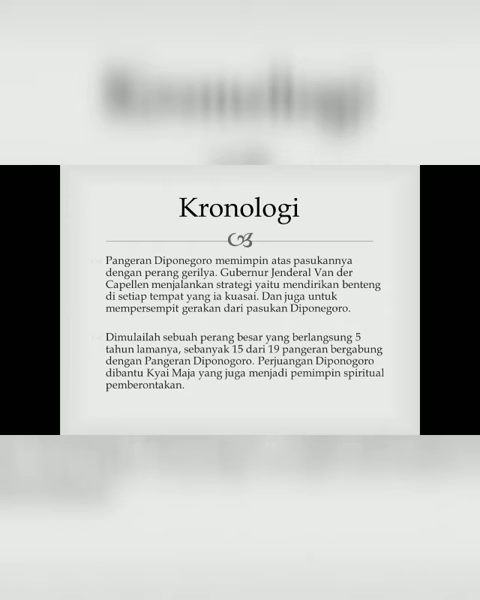 Kronologi
Pangeran Diponegoro memimpin atas pasukannya
dengan perang gerilya. Gubernur Jenderal Van der
Capellen menjalankan strategi yaitu mendirikan benteng
di setiap tempat yang ia kuasai. Dan juga untuk
mempersempit gerakan dari pasukan Diponegoro.
Dimulailah sebuah perang besar yang berlangsung 5
tahun lamanya, sebanyak 15 dari 19 pangeran bergabung
dengan Pangeran Diponogoro. Perjuangan Diponogoro
dibantu Kyai Maja yang juga menjadi pemimpin spiritual
pemberontakan.